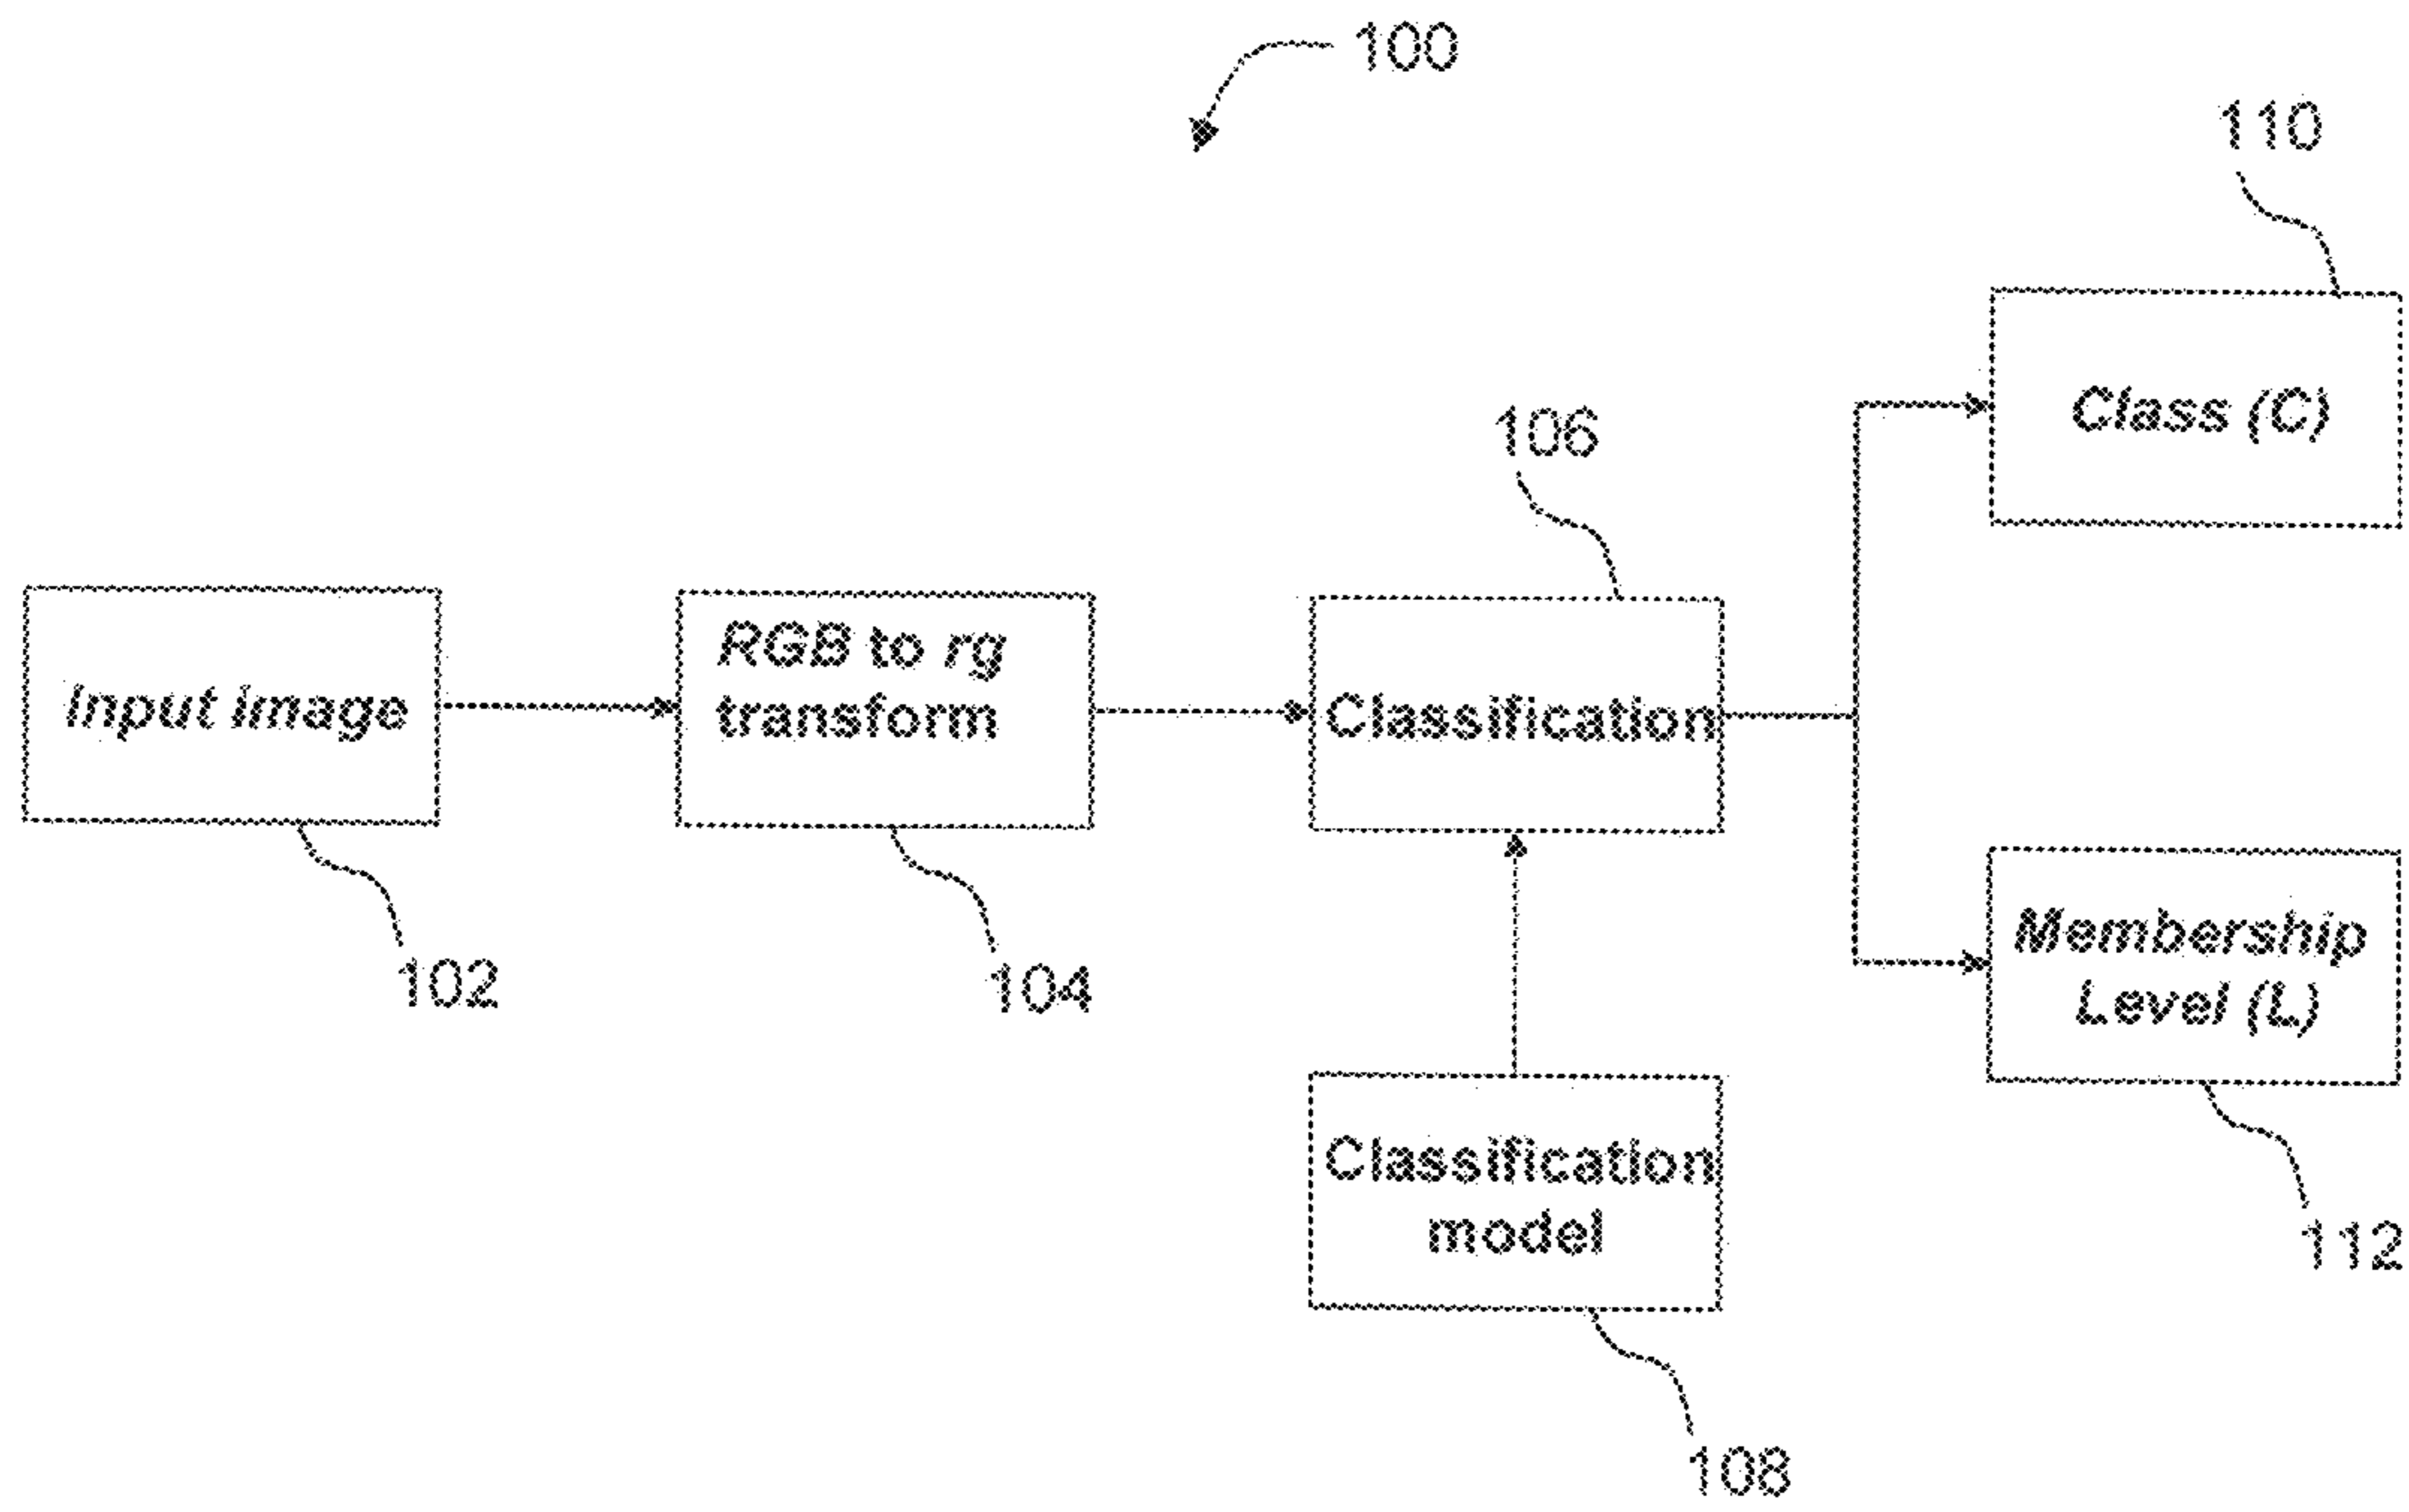 100
110
Class (C)
106
Input image
RGB to rg
transform
Classification
Membership
Level (L)
102
104
Classification
model
112
108